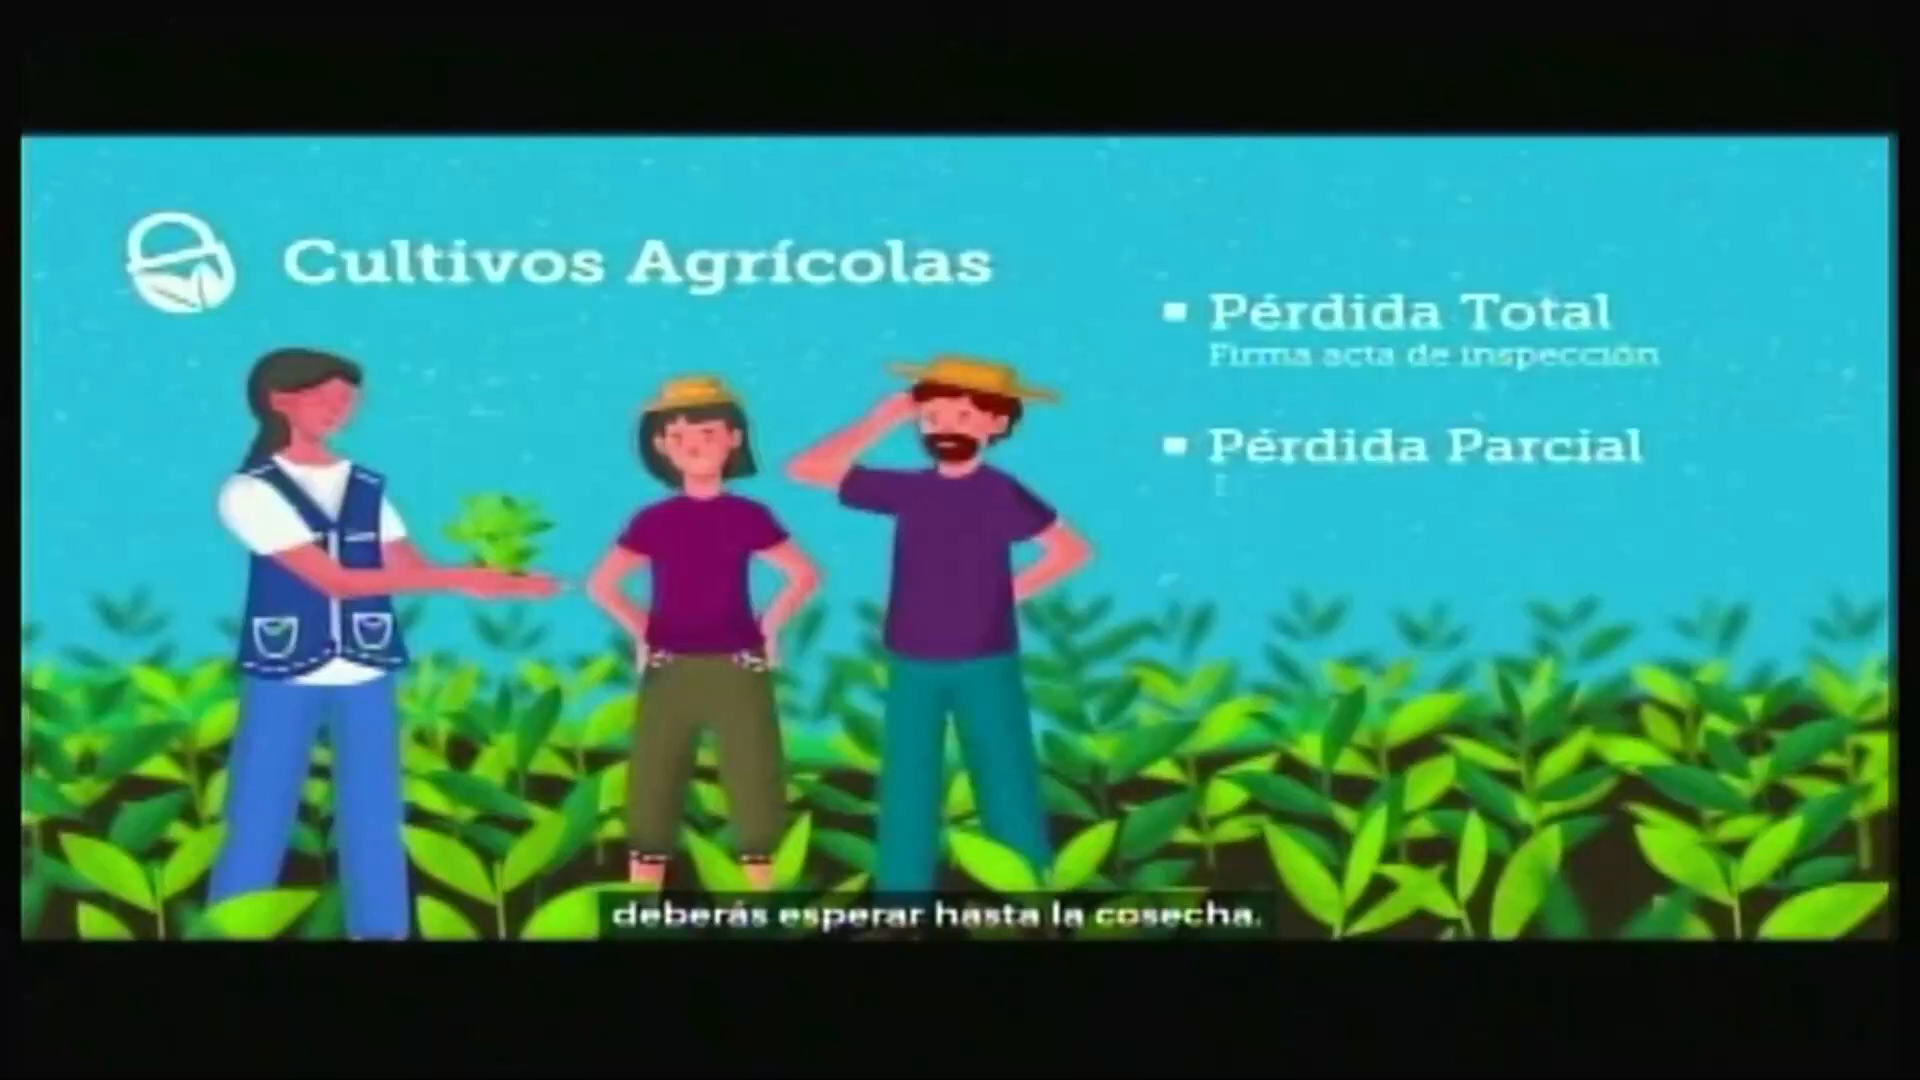 Cultivos Agrícolas
Pérdida Total
Firma acta de inspección
Pérdida Parcial
deberás esperar hasta la cosecha.